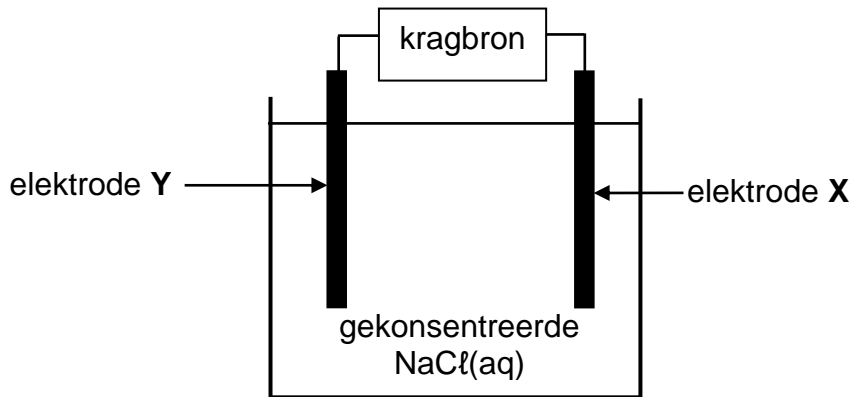 kragbron
elektrode Y
elektrode X
gekonsentreerde
NaCℓ(aq)